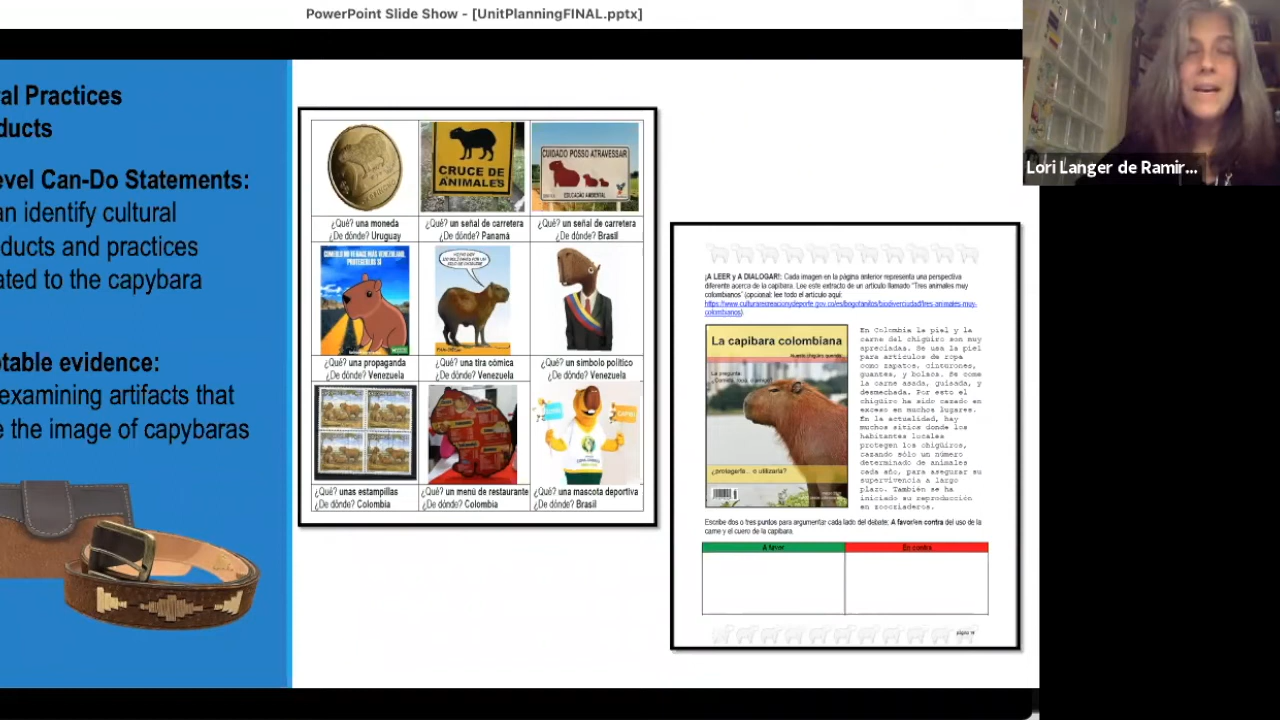 PowerPoint Slide Show - [UnitPlanningFINAL.pptx]
al Practices
ducts
evel Can-Do Statements:
an identify cultural
ducts and practices
ated to the capybara
otable evidence:
examining artifacts that
e the image of capybaras
CRUCE DE
ANIMALES
CUIDADO POSSO ATRAVESSAR
EDUCAÇÃO AMBIENTAL
¿Qué? una moneda
¿De dónde? Uruguay
¿Qué? un señal de carretera
¿De dónde? Panamá
¿Qué? un señal de carretera
¿De dónde? Brasil
¿Qué? una propaganda
¿De dónde? Venezuela
¿Qué? una tira cómica
¿De dónde? Venezuela
¿Qué? un símbolo político
¿De dónde? Venezuela
¿Qué? unas estampillas
¿De dónde? Colombia
¿Qué? un menú de restaurante
¿De dónde? Colombia
¿Qué? una mascota deportiva
¿De dónde? Brasil
¡A LEER y A DIALOGAR!: Cada imagen en la página anterior representa una perspectiva
diferente acerca de la capibara. Lee este extracto de un artículo llamado "Tres animales muy
colombianos" (opcional: lee todo el artículo aquí:
https://www.culturarecreacionydeporte.gov.co/es/bogotanitos/biodiverciudad/tres-animales-muy-
colombianos).
La capibara colombiana
Nuestro chigüiro querido
La pregunta:
¿protegerla... o utilizarla?
En Colombia la piel y la
carne del chigüiro son muy
apreciadas. Se usa la piel
para artículos de ropa
como zapatos, cinturones,
guantes, y bolsos. Se come
la carne asada, guisada, y
desmechada. Por esto el
chigüiro ha sido cazado en
exceso en muchos lugares.
En la actualidad, hay
muchos sitios donde los
habitantes locales
protegen los chigüiros,
cazando sólo un número
determinado de animales
cada año, para asegurar su
supervivencia a largo
plazo. También se ha
iniciado su reproducción
en zoocriaderos.
Escribe dos o tres puntos para argumentar cada lado del debate: A favor/en contra del uso de la
carne y el cuero de la capibara.
A favor
En contra
página 14
Lori Langer de Ramir...